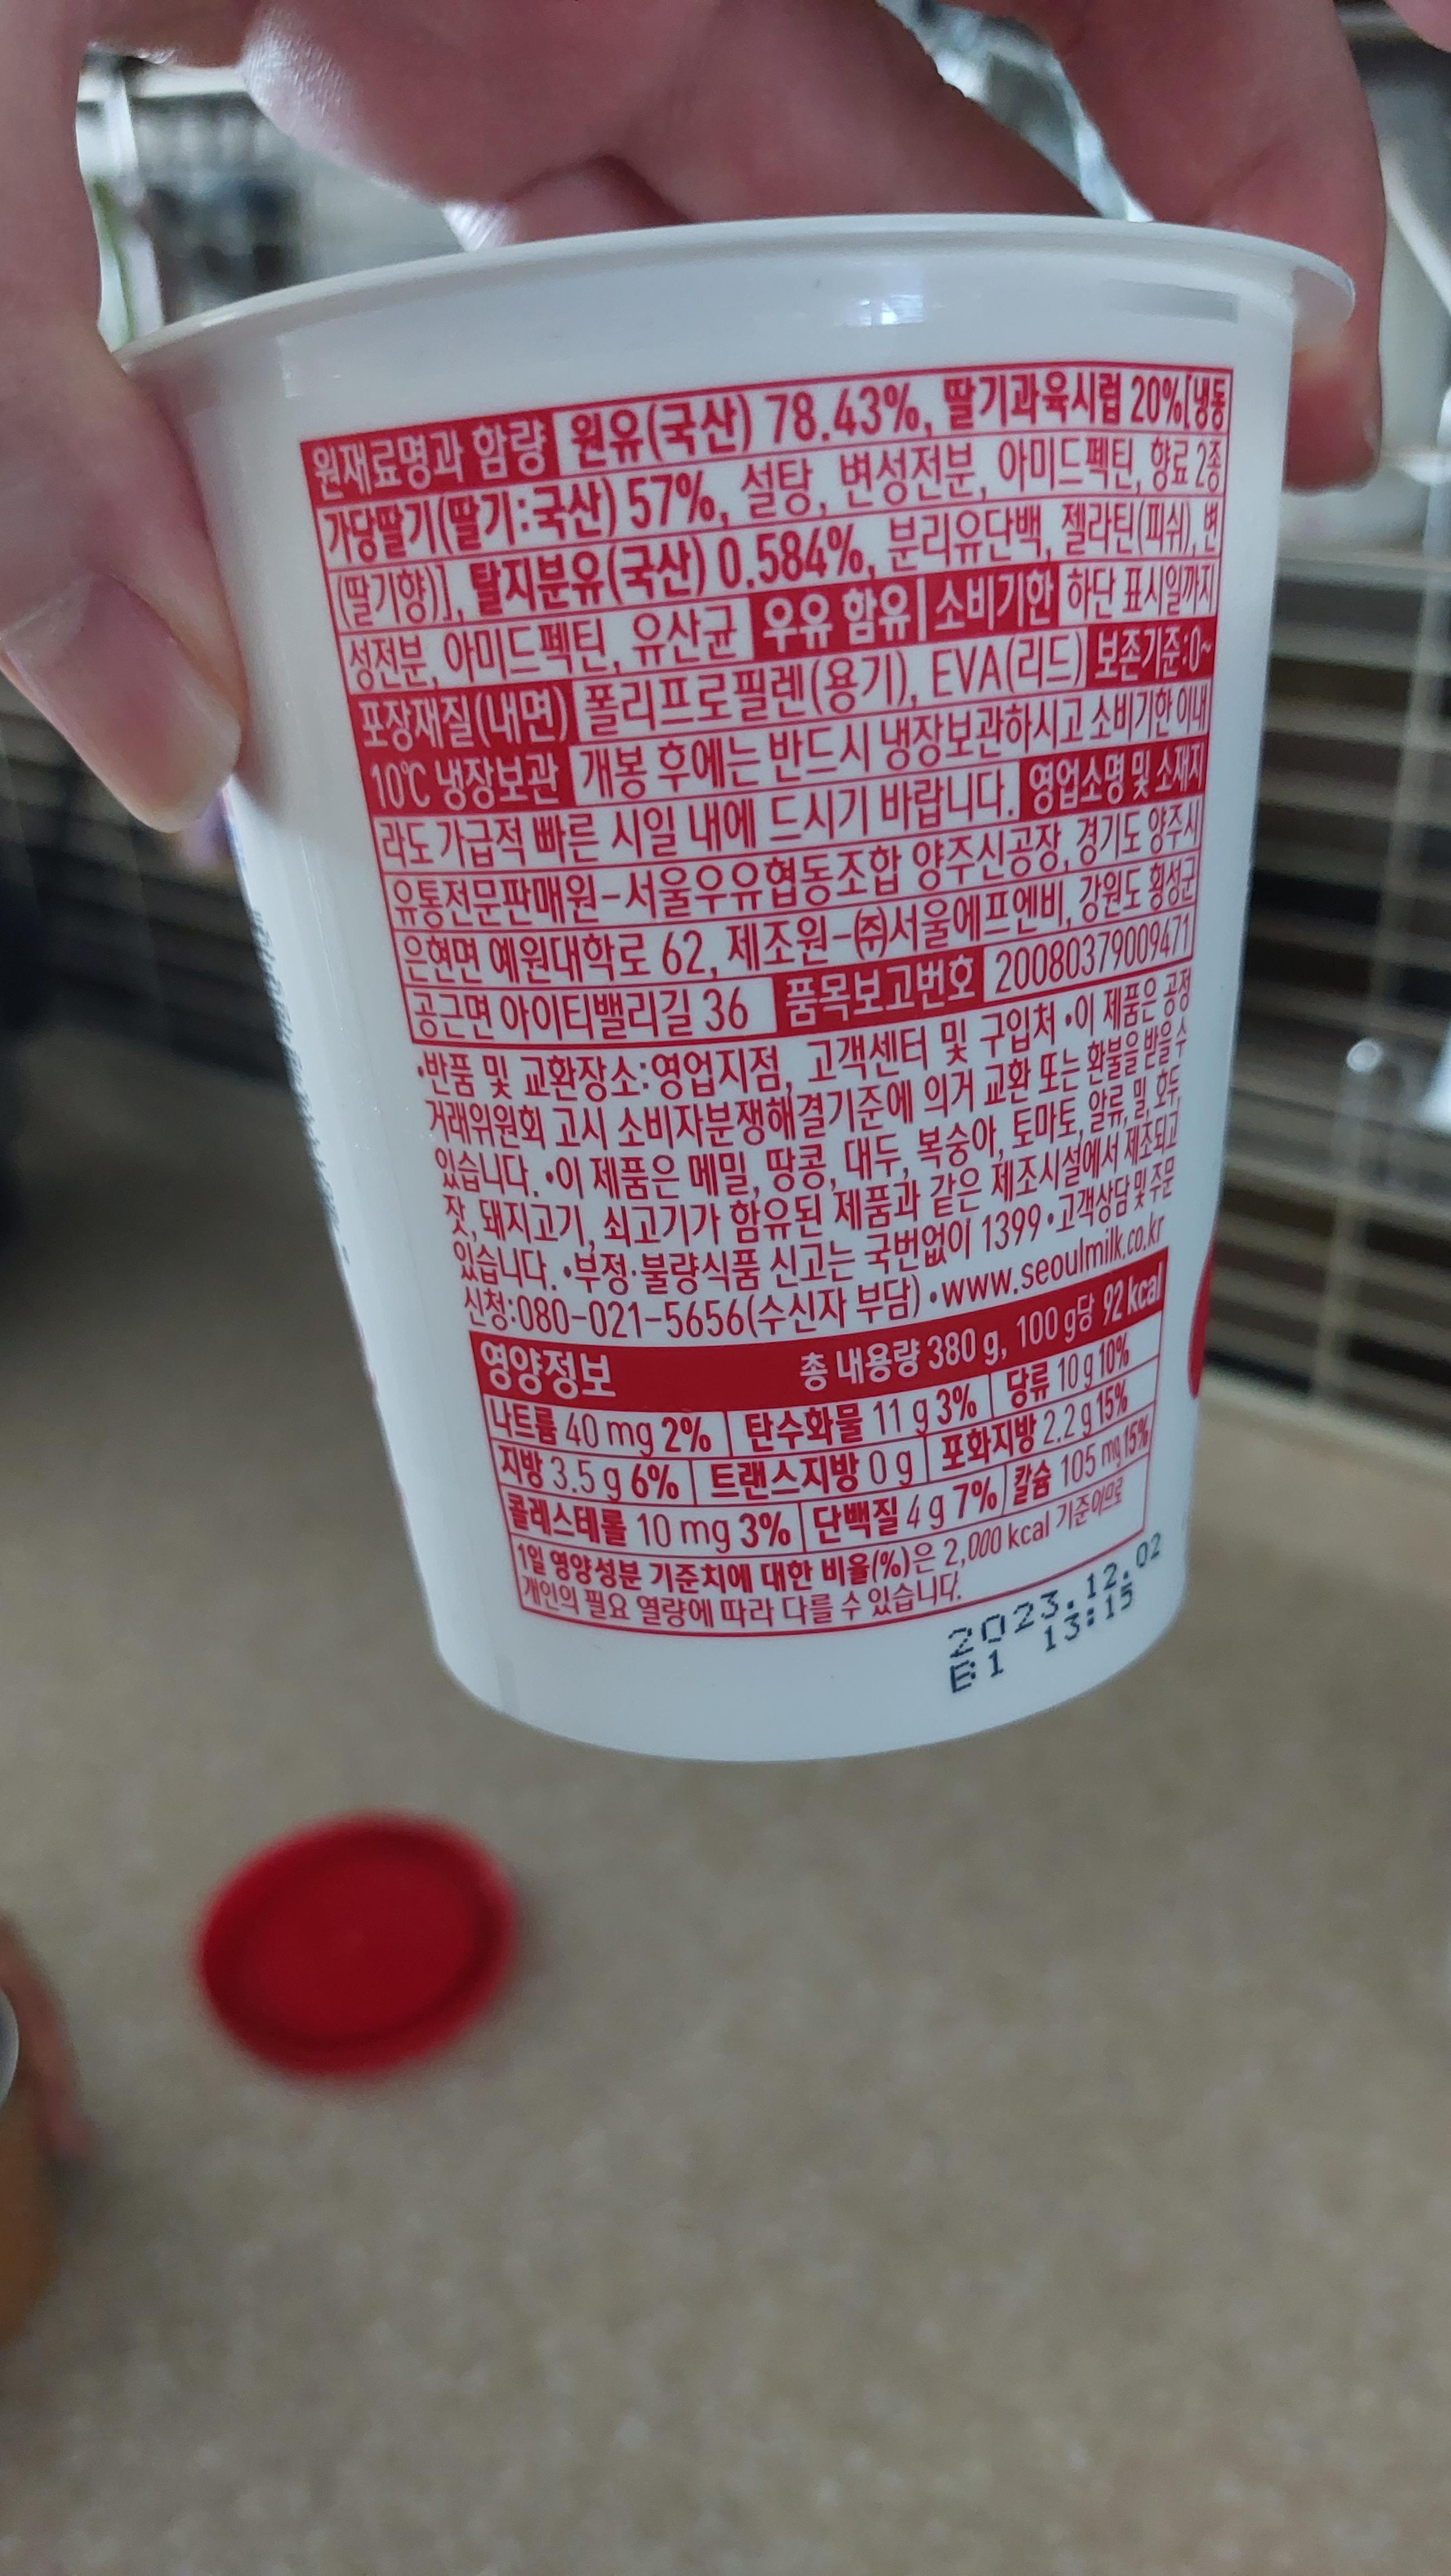 원재료명과 함량 원유(국산) 78.43%, 딸기과육시럽 20%[냉동
가당딸기(딸기:국산) 57%, 설탕, 변성전분, 아미드펙틴, 향료 2종
(딸기향)], 탈지분유(국산) 0.584%, 분리유단백, 젤라틴(피쉬), 변
성전분, 아미드펙틴, 유산균 우유 함유 | 소비기한 하단 표시일까지
포장재질(내면) 폴리프로필렌(용기), EVA(리드) 보존기준:0~
10℃ 냉장보관 개봉 후에는 반드시 냉장보관하시고 소비기한 이내
라도 가급적 빠른 시일 내에 드시기 바랍니다. 영업소명 및 소재지
유통전문판매원-서울우유협동조합 양주신공장, 경기도 양주시
은현면 예원대학로 62, 제조원-㈜서울에프엔비, 강원도 횡성군
공근면 아이티밸리길 36 품목보고번호 20080379009471
•반품 및 교환장소:영업지점, 고객센터 및 구입처 •이 제품은 공정
거래위원회 고시 소비자분쟁해결기준에 의거 교환 또는 환불을 받을 수
있습니다. •이 제품은 메밀, 땅콩, 대두, 복숭아, 토마토, 알류, 밀, 호두,
잣, 돼지고기, 쇠고기가 함유된 제품과 같은 제조시설에서 제조되고
있습니다. •부정·불량식품 신고는 국번없이 1399 •고객상담 및 주문
신청:080-021-5656(수신자 부담) •www.seoulmilk.co.kr
영양정보 총 내용량 380 g, 100 g당 92 kcal
나트륨 40 mg 2% | 탄수화물 11 g 3% | 당류 10 g 10%
지방 3.5 g 6% | 트랜스지방 0 g | 포화지방 2.2 g 15%
콜레스테롤 10 mg 3% | 단백질 4 g 7% | 칼슘 105 mg 15%
1일 영양성분 기준치에 대한 비율(%)은 2,000 kcal 기준이므로
개인의 필요 열량에 따라 다를 수 있습니다.
2023.12.02
B1 13:15